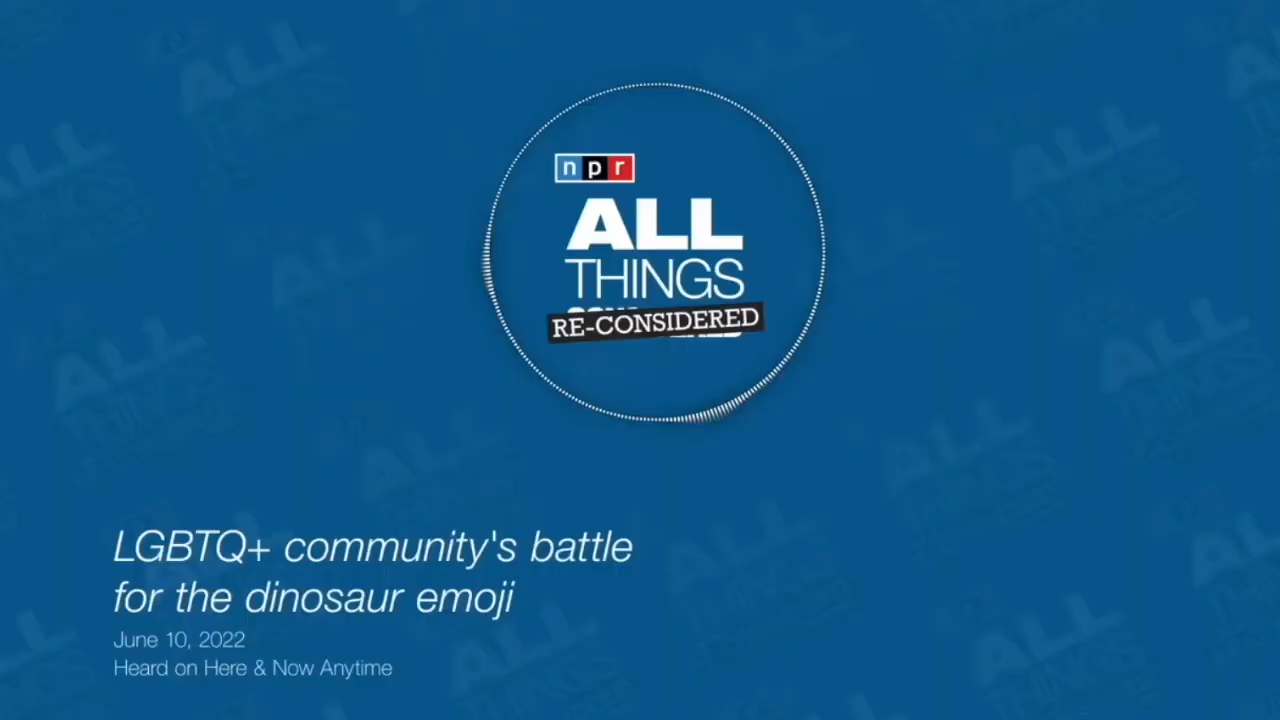 npr
ALL
THINGS
RE-CONSIDERED
LGBTQ+ community's battle
for the dinosaur emoji
June 10, 2022
Heard on Here & Now Anytime